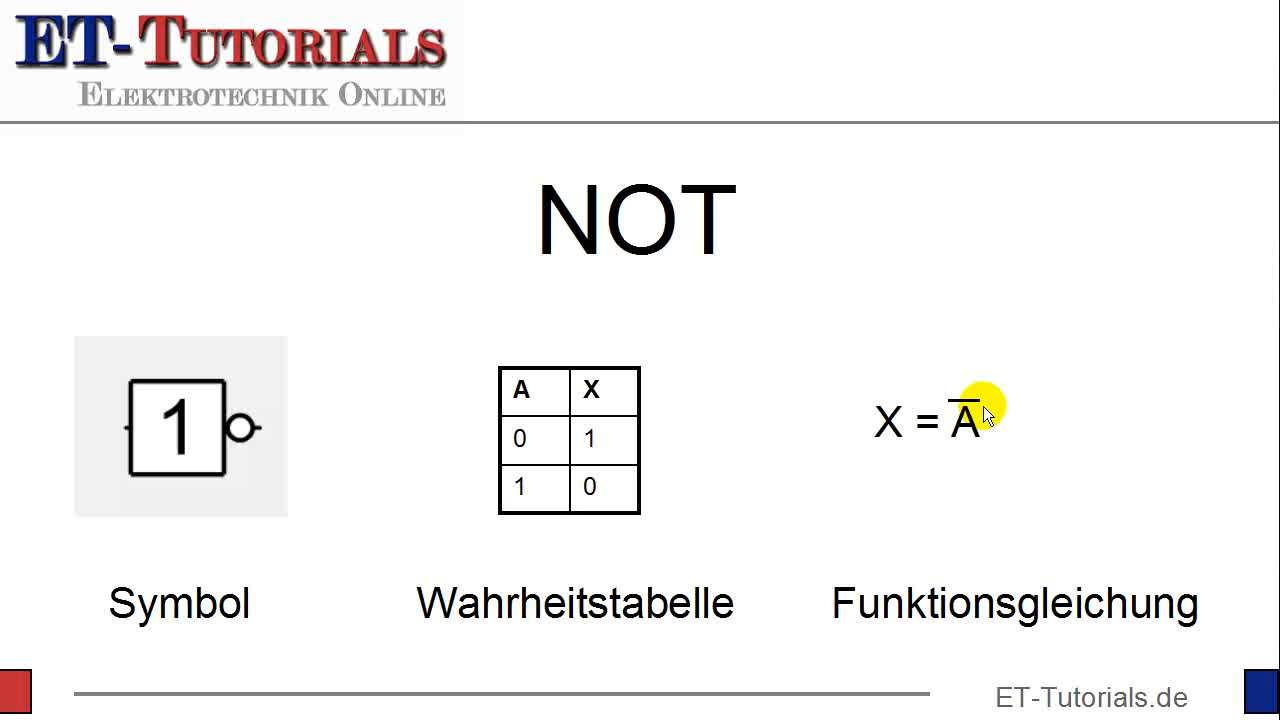 ET-TUTORIALS
ELEKTROTECHNIK ONLINE
NOT
1
A X
0 1
1 0
X = A̅
Symbol Wahrheitstabelle Funktionsgleichung
ET-Tutorials.de